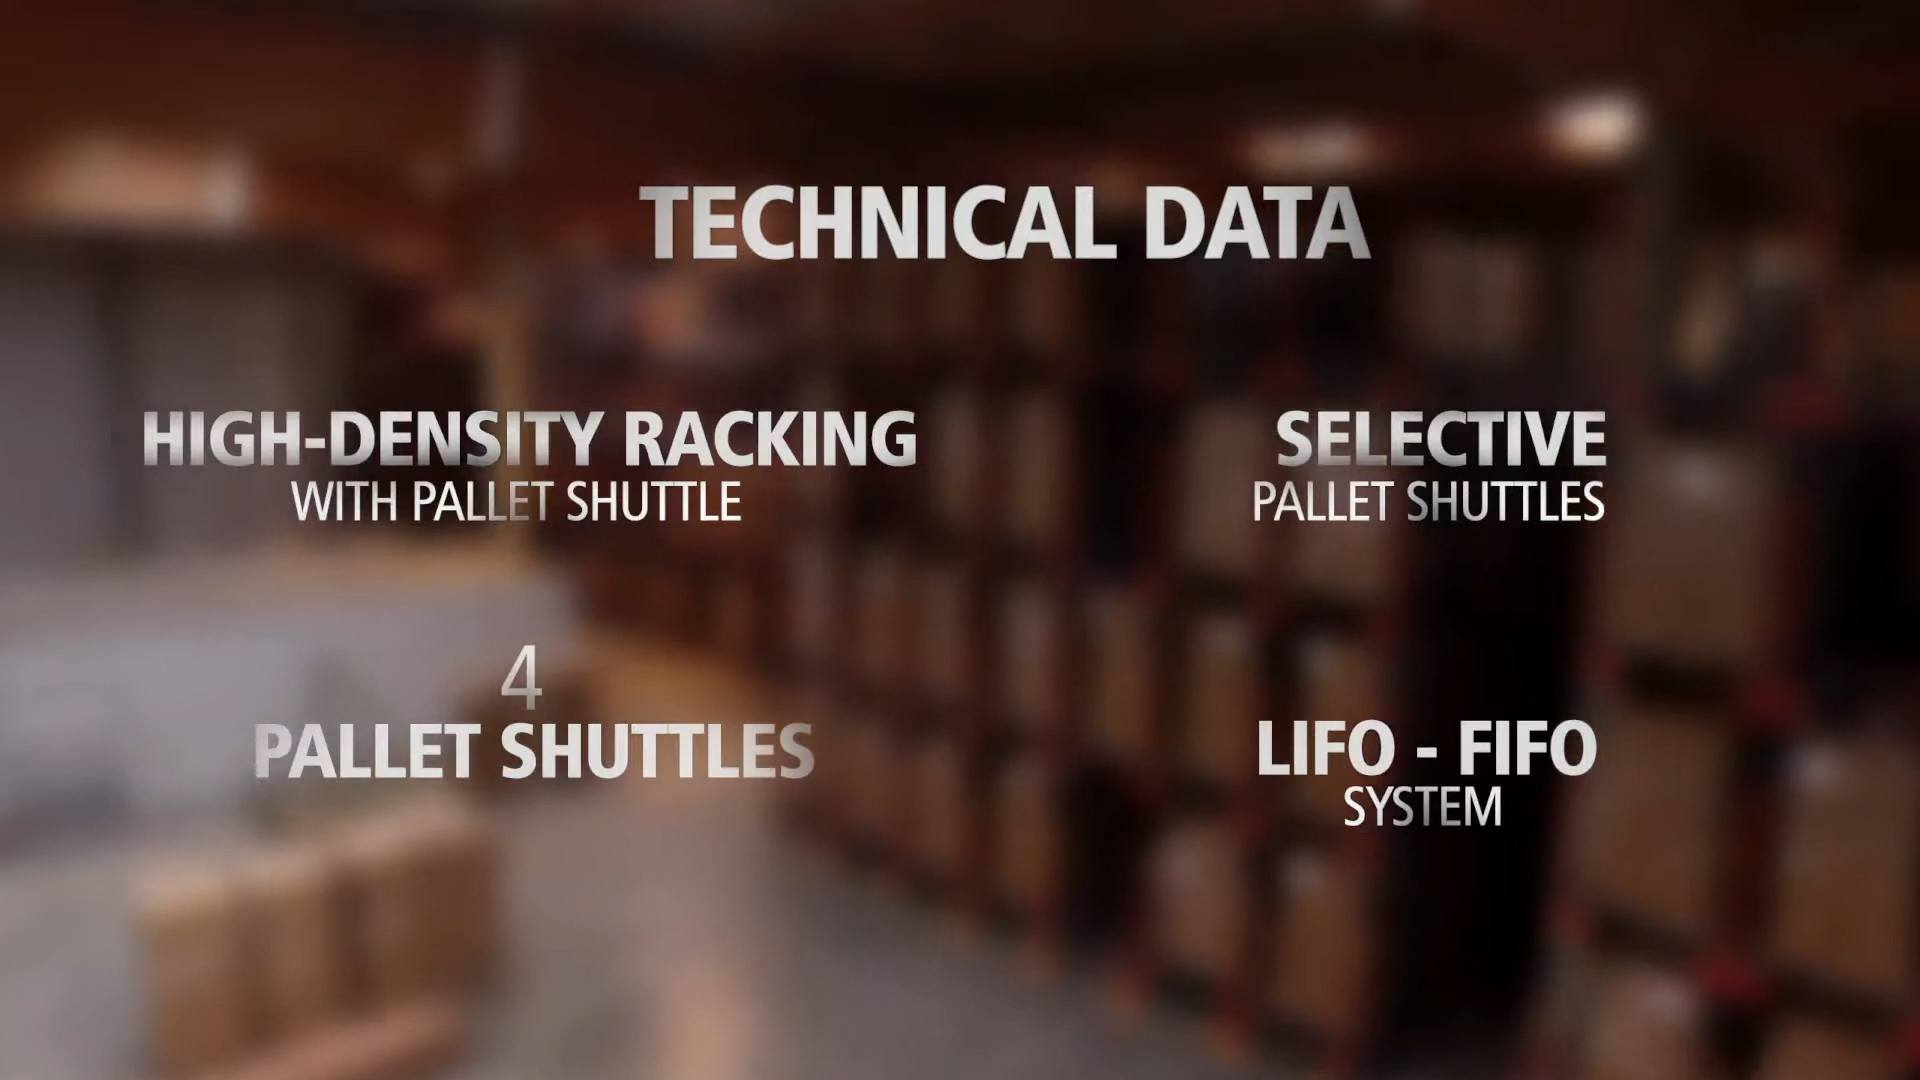 TECHNICAL DATA
HIGH-DENSITY RACKING
WITH PALLET SHUTTLE
SELECTIVE
PALLET SHUTTLES
4
PALLET SHUTTLES
LIFO - FIFO
SYSTEM